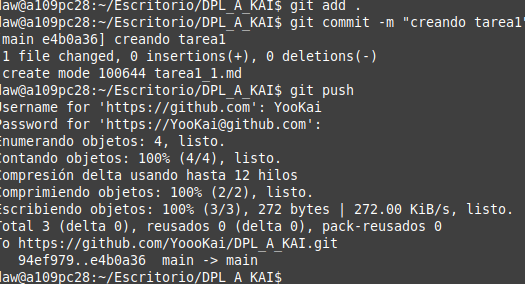 daw@a109pc28:~/Escritorio/DPL_A_KAI$ git add .
daw@a109pc28:~/Escritorio/DPL_A_KAI$ git commit -m "creando tarea1"
main e4b0a36] creando tarea1
1 file changed, 0 insertions(+), 0 deletions(-)
create mode 100644 tarea1_1.md
daw@a109pc28:~/Escritorio/DPL_A_KAI$ git push
Username for 'https://github.com': YooKai
Password for 'https://YooKai@github.com':
Enumerando objetos: 4, listo.
Contando objetos: 100% (4/4), listo.
Compresión delta usando hasta 12 hilos
Comprimiendo objetos: 100% (2/2), listo.
Escribiendo objetos: 100% (3/3), 272 bytes | 272.00 KiB/s, listo.
Total 3 (delta 0), reusados 0 (delta 0), pack-reusados 0
To https://github.com/YoooKai/DPL_A_KAI.git
94ef979..e4b0a36 main -> main
daw@a109pc28:~/Escritorio/DPL_A_KAI$